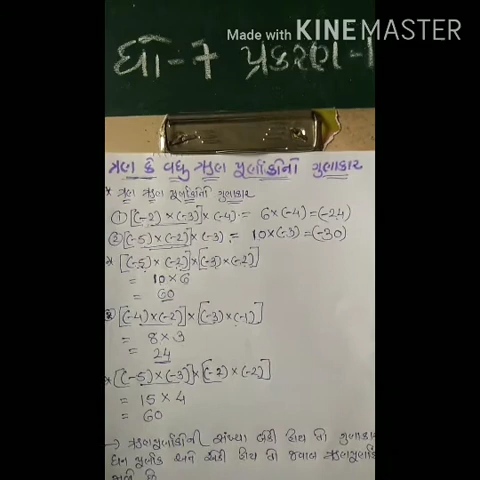 Made with KINEMASTER
ધો-7 પ્રકરણ-1
ત્રણ કે વધુ ઋણ પૂર્ણાંકોનો ગુણાકાર
* ત્રણ ઋણ પૂર્ણાંકોનો ગુણાકાર
① [(-2) × (-3)] × (-4) = 6 × (-4) = (-24)
② [(-5) × (-2)] × (-3) = 10 × (-3) = (-30)
* [(-5) × (-2)] × [(-3) × (-2)]
= 10 × 6
= 60
② [(-4) × (-2)] × [(-3) × (-1)]
= 8 × 3
= 24
* [(-5) × (-3)] × [(-2) × (-2)]
= 15 × 4
= 60
→ ઋણપૂર્ણાંકોની સંખ્યા બેકી હોય તો ગુણાકાર
ધન પૂર્ણાંક અને એકી હોય તો જવાબ ઋણપૂર્ણાંક